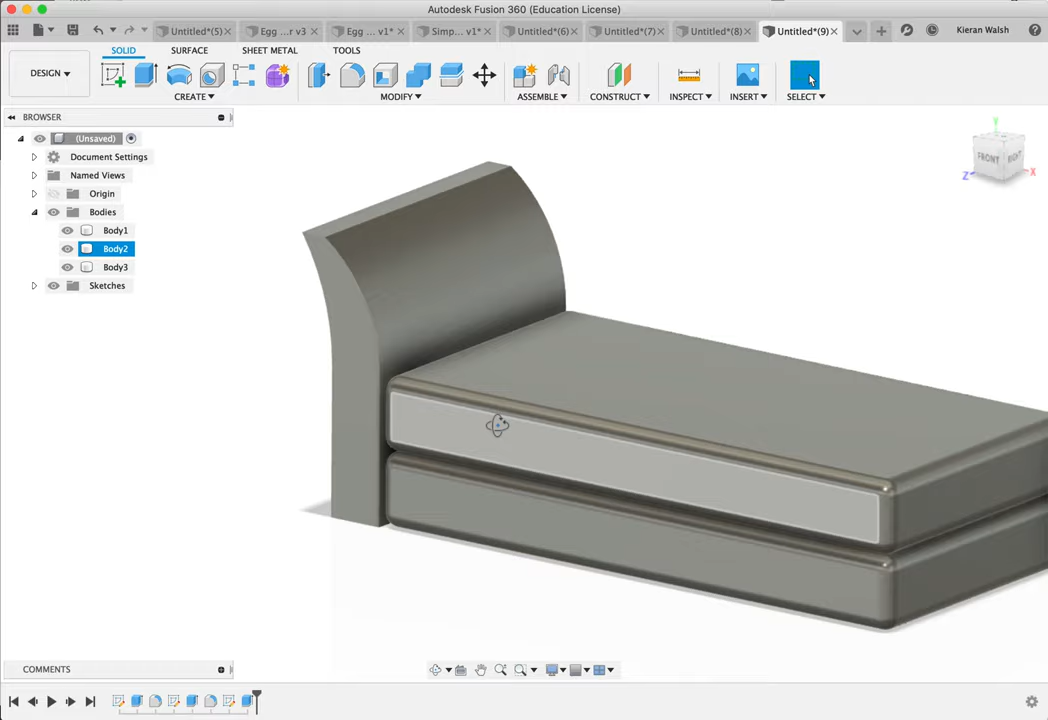 Autodesk Fusion 360 (Education License)
Untitled*(5) Egg ...r v3 Egg ... v1* Simp... v1* Untitled*(6) Untitled*(7) Untitled*(8) Untitled*(9) Kieran Walsh
SOLID SURFACE SHEET METAL TOOLS
DESIGN
CREATE MODIFY ASSEMBLE CONSTRUCT INSPECT INSERT SELECT
BROWSER
(Unsaved)
Document Settings
Named Views
Origin
Bodies
Body1
Body2
Body3
Sketches
Y
FRONT RIGHT
Z X
COMMENTS